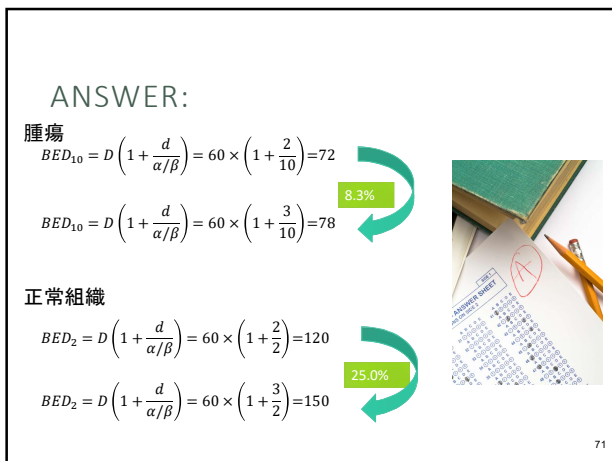 ANSWER:
腫瘍
BED₁₀ = D(1 + d/(α/β)) = 60 × (1 + 2/10)=72
8.3%
BED₁₀ = D(1 + d/(α/β)) = 60 × (1 + 3/10)=78
正常組織
BED₂ = D(1 + d/(α/β)) = 60 × (1 + 2/2)=120
25.0%
BED₂ = D(1 + d/(α/β)) = 60 × (1 + 3/2)=150
A
SIDE 1
ANSWER SHEET
71